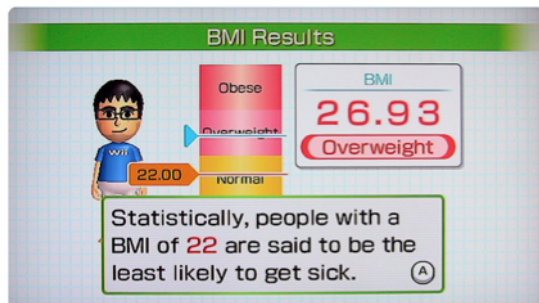 BMI Results
Obese
Overweight
Normal
Wii
22.00
BMI
26.93
Overweight
Statistically, people with a
BMI of 22 are said to be the
least likely to get sick.
A